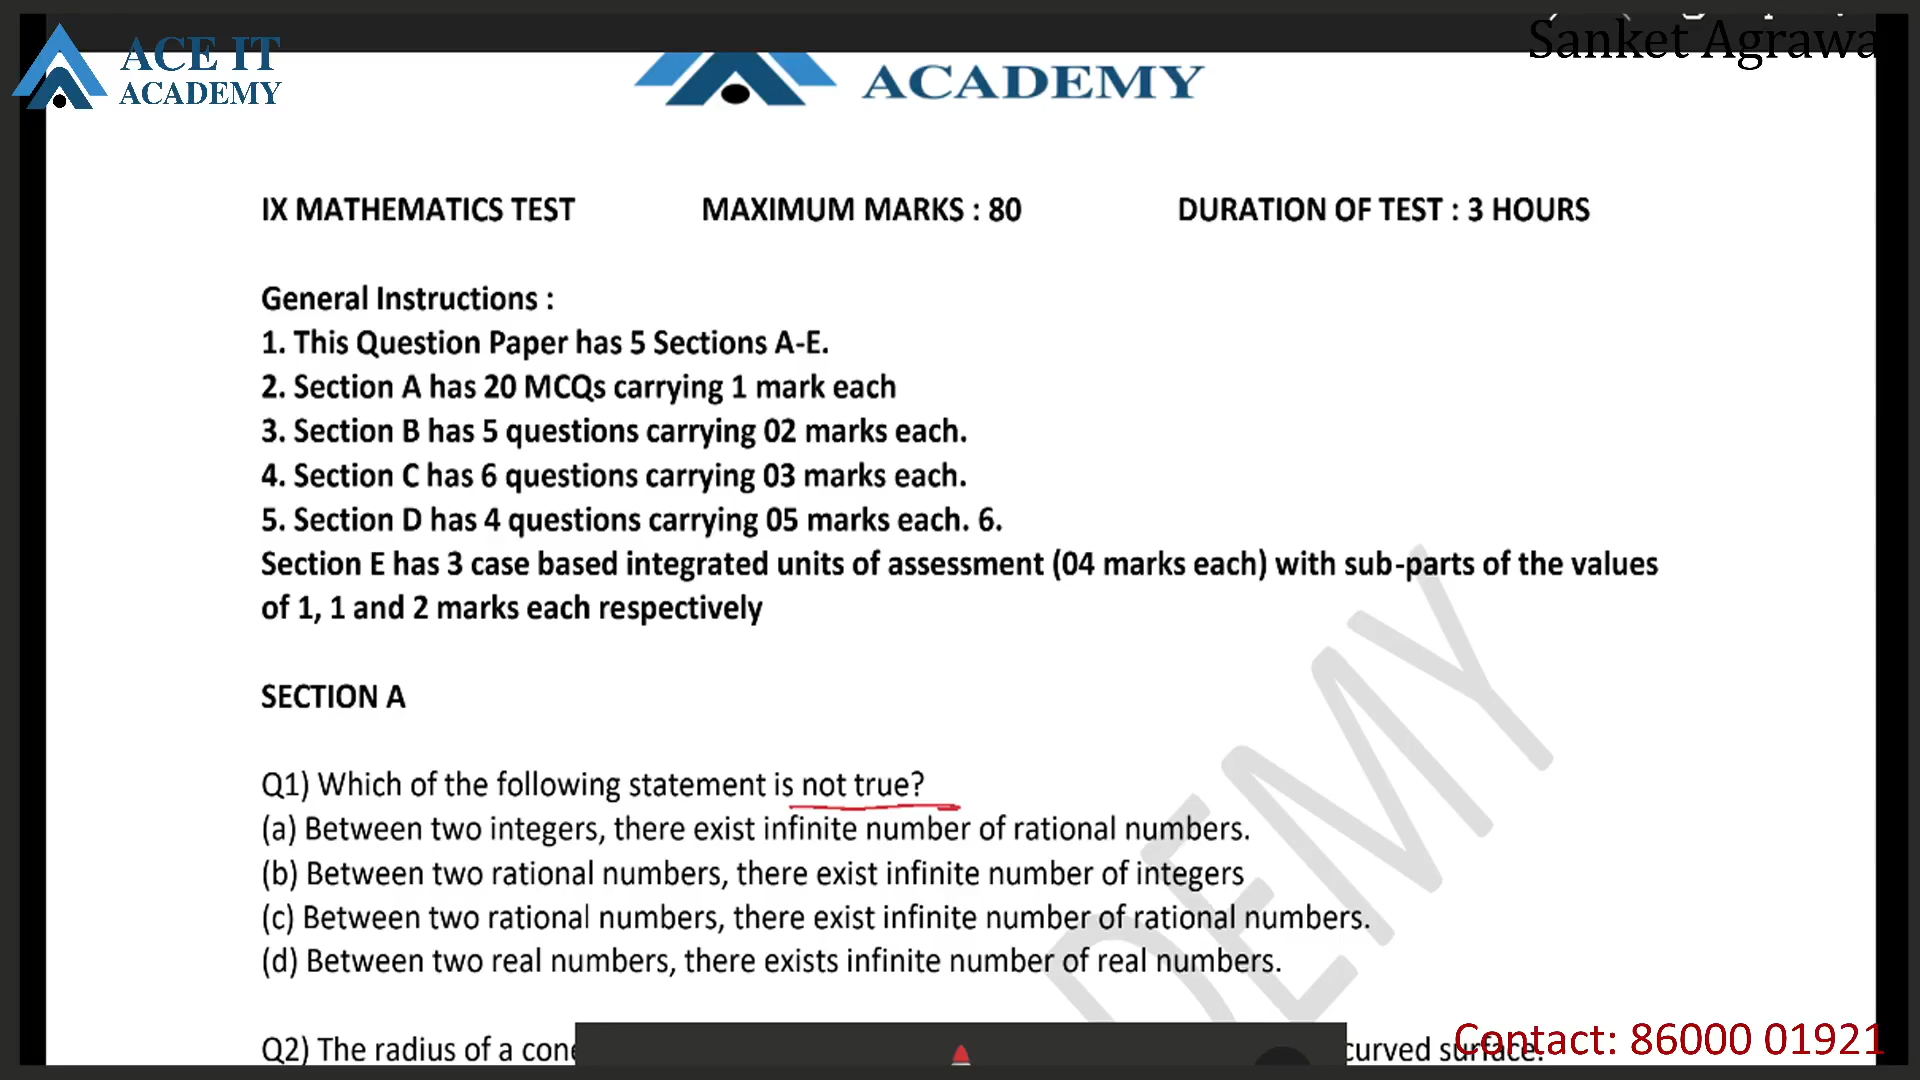 ACE IT
ACADEMY
Sanket Agrawa
ACADEMY
IX MATHEMATICS TEST MAXIMUM MARKS : 80 DURATION OF TEST : 3 HOURS
General Instructions :
1. This Question Paper has 5 Sections A-E.
2. Section A has 20 MCQs carrying 1 mark each
3. Section B has 5 questions carrying 02 marks each.
4. Section C has 6 questions carrying 03 marks each.
5. Section D has 4 questions carrying 05 marks each. 6.
Section E has 3 case based integrated units of assessment (04 marks each) with sub-parts of the values
of 1, 1 and 2 marks each respectively
SECTION A
Q1) Which of the following statement is not true?
(a) Between two integers, there exist infinite number of rational numbers.
(b) Between two rational numbers, there exist infinite number of integers
(c) Between two rational numbers, there exist infinite number of rational numbers.
(d) Between two real numbers, there exists infinite number of real numbers.
DEMY
Q2) The radius of a cone curved surface.
Contact: 86000 01921